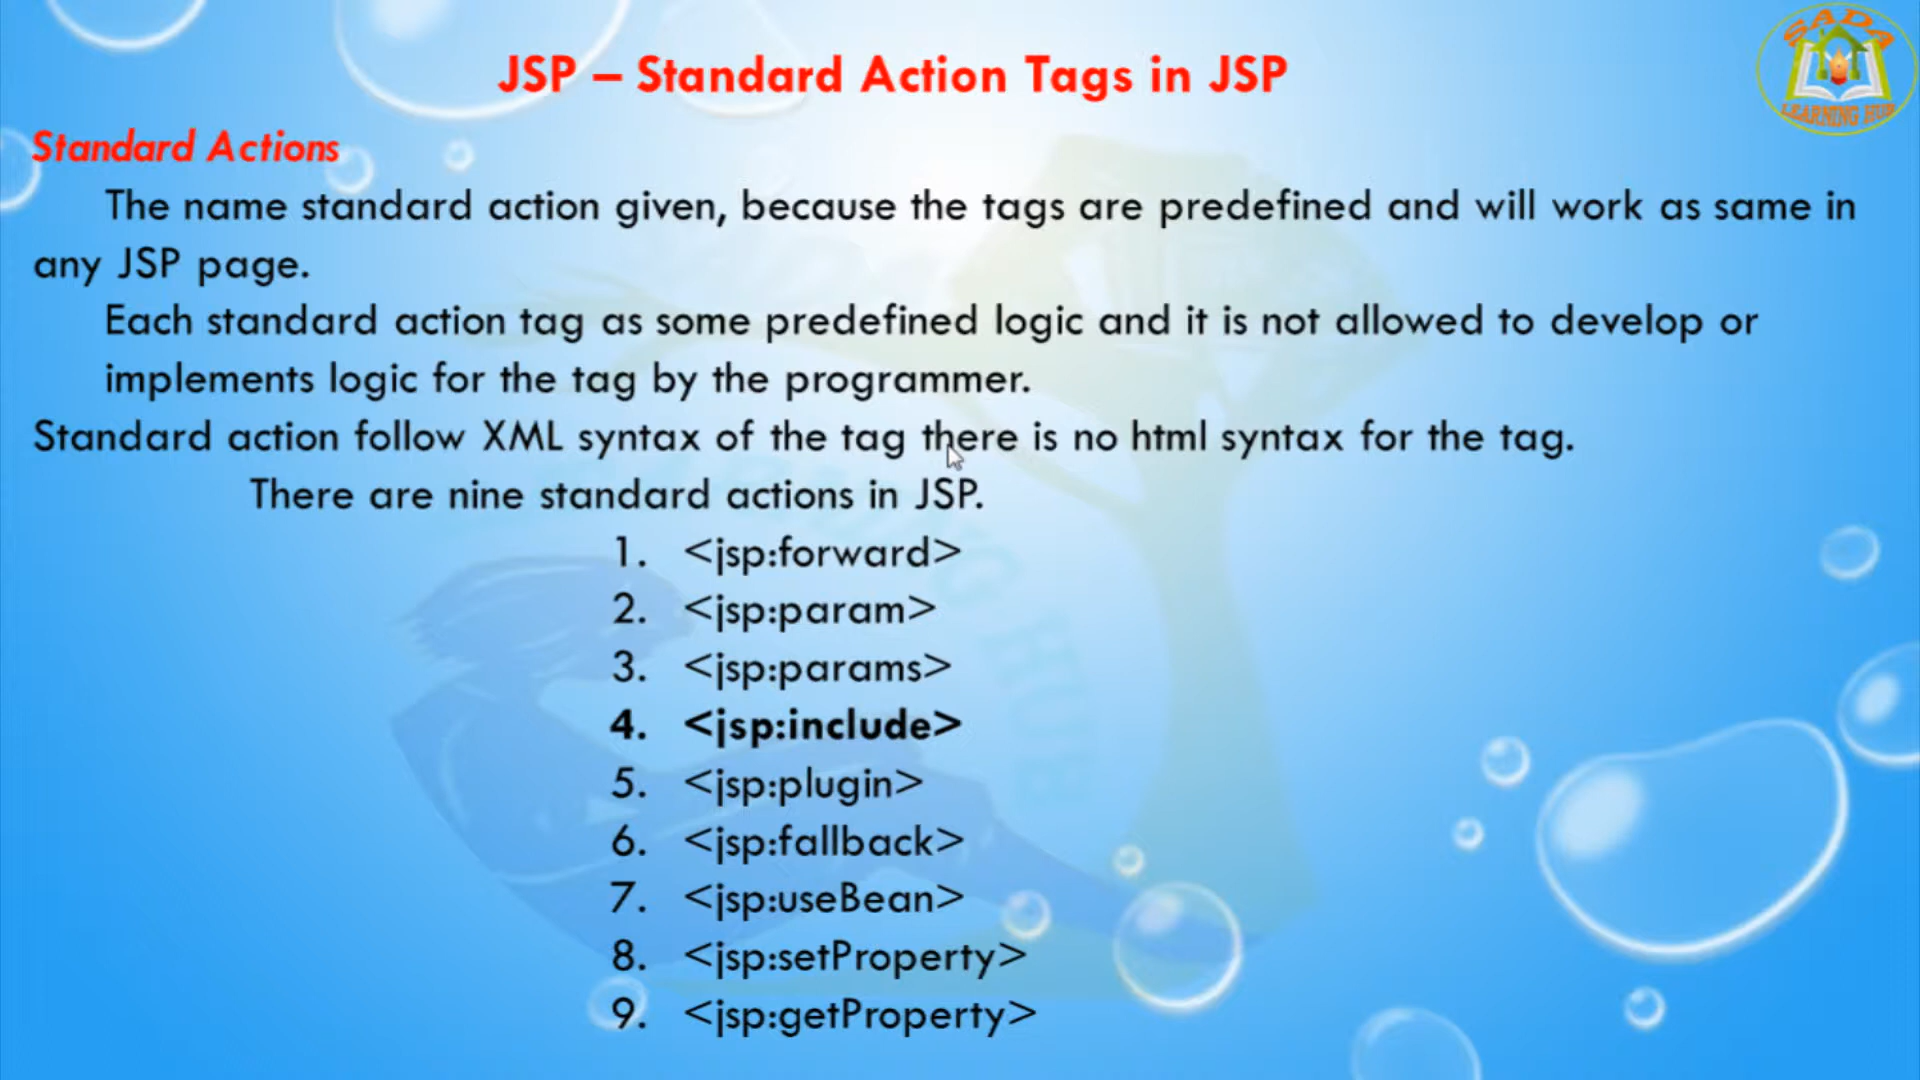 SADA
LEARNING HUB
JSP – Standard Action Tags in JSP
Standard Actions
The name standard action given, because the tags are predefined and will work as same in
any JSP page.
Each standard action tag as some predefined logic and it is not allowed to develop or
implements logic for the tag by the programmer.
Standard action follow XML syntax of the tag there is no html syntax for the tag.
There are nine standard actions in JSP.
1. <jsp:forward>
2. <jsp:param>
3. <jsp:params>
4. <jsp:include>
5. <jsp:plugin>
6. <jsp:fallback>
7. <jsp:useBean>
8. <jsp:setProperty>
9. <jsp:getProperty>